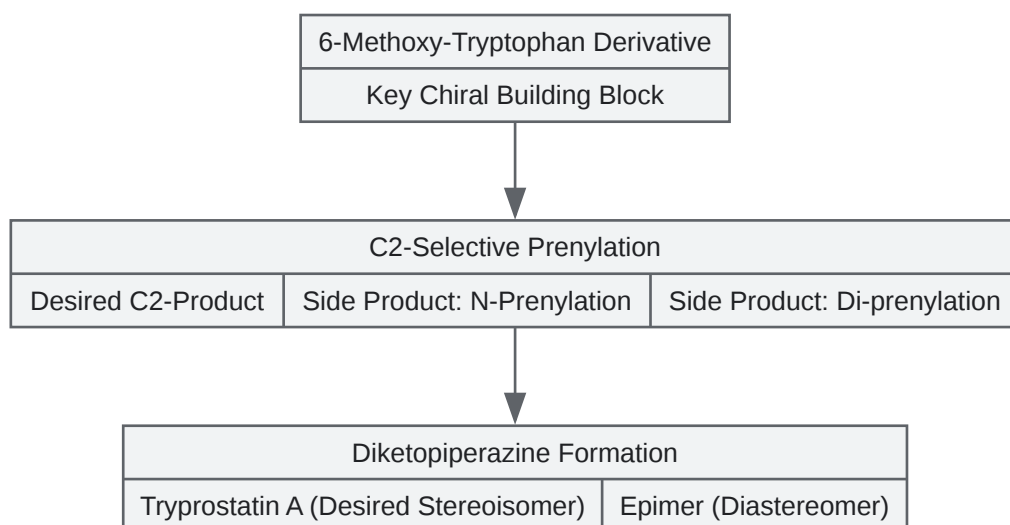 6-Methoxy-Tryptophan Derivative
Key Chiral Building Block
C2-Selective Prenylation
Desired C2-Product
Side Product: N-Prenylation
Side Product: Di-prenylation
Diketopiperazine Formation
Tryprostatin A (Desired Stereoisomer)
Epimer (Diastereomer)